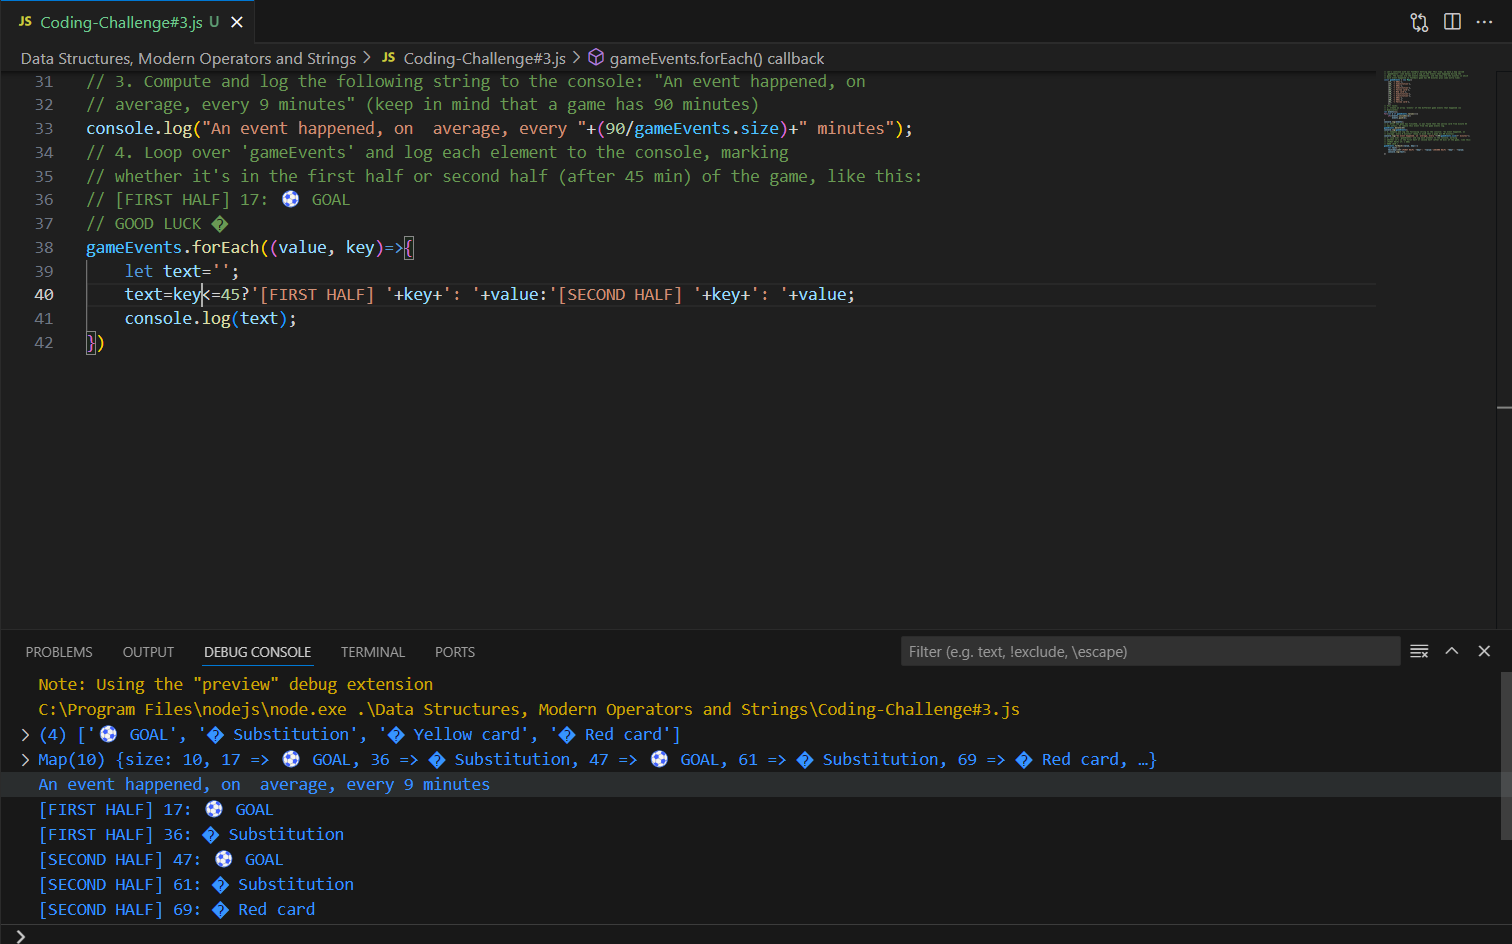 JS Coding-Challenge#3.js U
Data Structures, Modern Operators and Strings > JS Coding-Challenge#3.js > gameEvents.forEach() callback
31 // 3. Compute and log the following string to the console: "An event happened, on
32 // average, every 9 minutes" (keep in mind that a game has 90 minutes)
33 console.log("An event happened, on  average, every "+(90/gameEvents.size)+" minutes");
34 // 4. Loop over 'gameEvents' and log each element to the console, marking
35 // whether it's in the first half or second half (after 45 min) of the game, like this:
36 // [FIRST HALF] 17: ⚽ GOAL
37 // GOOD LUCK �
38 gameEvents.forEach((value, key)=>{
39 let text='';
40 text=key<=45?'[FIRST HALF] '+key+': '+value:'[SECOND HALF] '+key+': '+value;
41 console.log(text);
42 })
PROBLEMS OUTPUT DEBUG CONSOLE TERMINAL PORTS Filter (e.g. text, !exclude, \escape)
Note: Using the "preview" debug extension
C:\Program Files\nodejs\node.exe .\Data Structures, Modern Operators and Strings\Coding-Challenge#3.js
> (4) ['⚽ GOAL', '� Substitution', '� Yellow card', '� Red card']
> Map(10) {size: 10, 17 => ⚽ GOAL, 36 => � Substitution, 47 => ⚽ GOAL, 61 => � Substitution, 69 => � Red card, …}
An event happened, on  average, every 9 minutes
[FIRST HALF] 17: ⚽ GOAL
[FIRST HALF] 36: � Substitution
[SECOND HALF] 47: ⚽ GOAL
[SECOND HALF] 61: � Substitution
[SECOND HALF] 69: � Red card
>